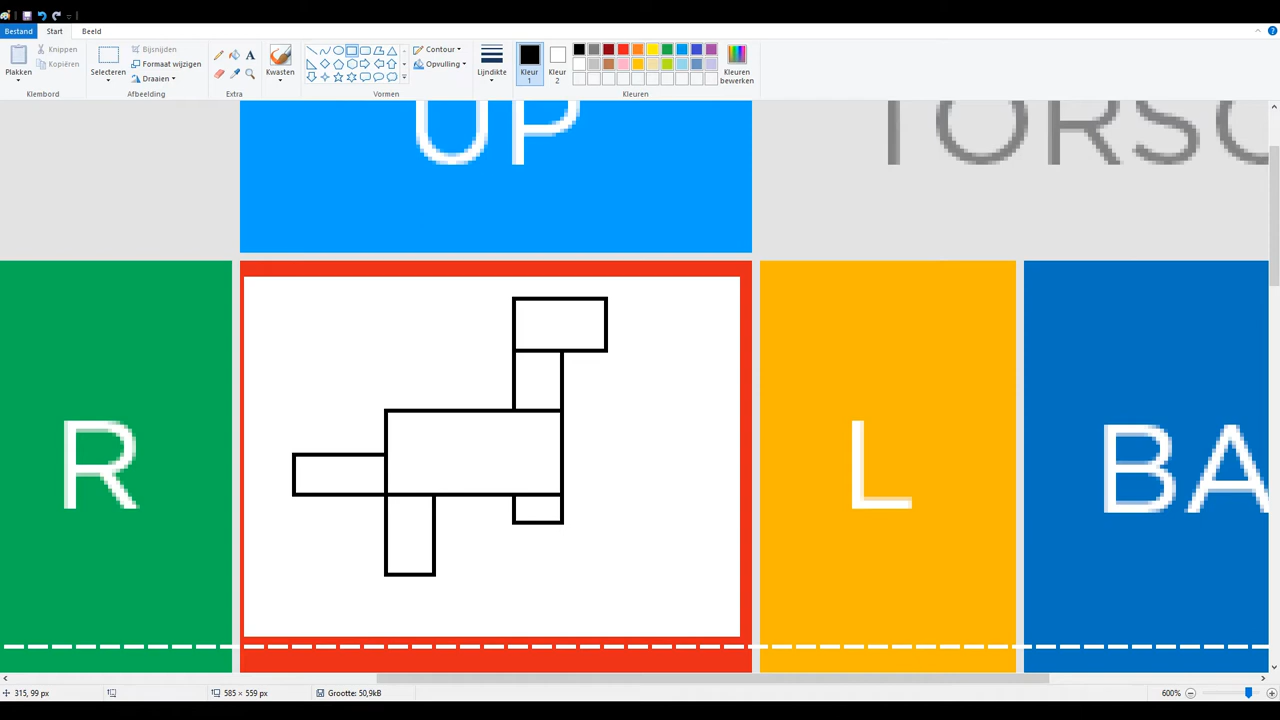 Bestand Start Beeld
Plakken
Knippen
Kopiëren
Klembord
Selecteren
Bijsnijden
Formaat wijzigen
Draaien
Afbeelding
A
Extra
Kwasten
Contour
Opvulling
Vormen
Lijndikte
Kleur
1
Kleur
2
Kleuren
bewerken
Kleuren
UP
R
L
315, 99 px
585 × 559 px
Grootte: 50,9kB
600%